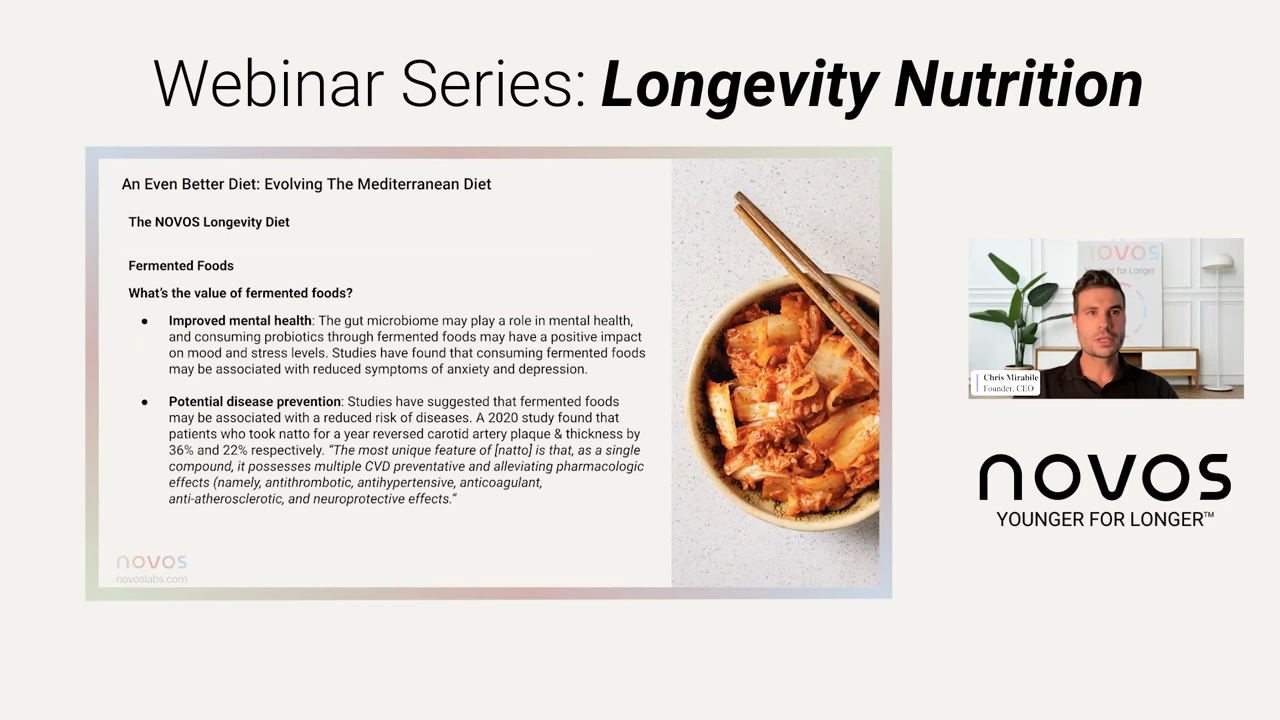 Webinar Series: Longevity Nutrition
An Even Better Diet: Evolving The Mediterranean Diet
The NOVOS Longevity Diet
Fermented Foods
What's the value of fermented foods?
● Improved mental health: The gut microbiome may play a role in mental health,
and consuming probiotics through fermented foods may have a positive impact
on mood and stress levels. Studies have found that consuming fermented foods
may be associated with reduced symptoms of anxiety and depression.
● Potential disease prevention: Studies have suggested that fermented foods
may be associated with a reduced risk of diseases. A 2020 study found that
patients who took natto for a year reversed carotid artery plaque & thickness by
36% and 22% respectively. “The most unique feature of [natto] is that, as a single
compound, it possesses multiple CVD preventative and alleviating pharmacologic
effects (namely, antithrombotic, antihypertensive, anticoagulant,
anti-atherosclerotic, and neuroprotective effects.“
novos
novoslabs.com
novos
Younger for Longer
Chris Mirabile
Founder, CEO
novos
YOUNGER FOR LONGER™